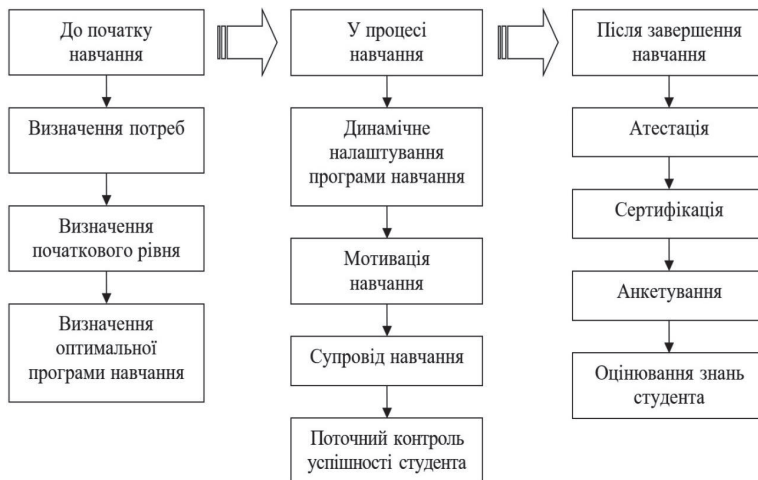 До початку
навчання
Визначення потреб
Визначення
початкового рівня
Визначення
оптимальної
програми навчання
У процесі
навчання
Динамічне
налаштування
програми навчання
Мотивація
навчання
Супровід навчання
Поточний контроль
успішності студента
Після завершення
навчання
Атестація
Сертифікація
Анкетування
Оцінювання знань
студента